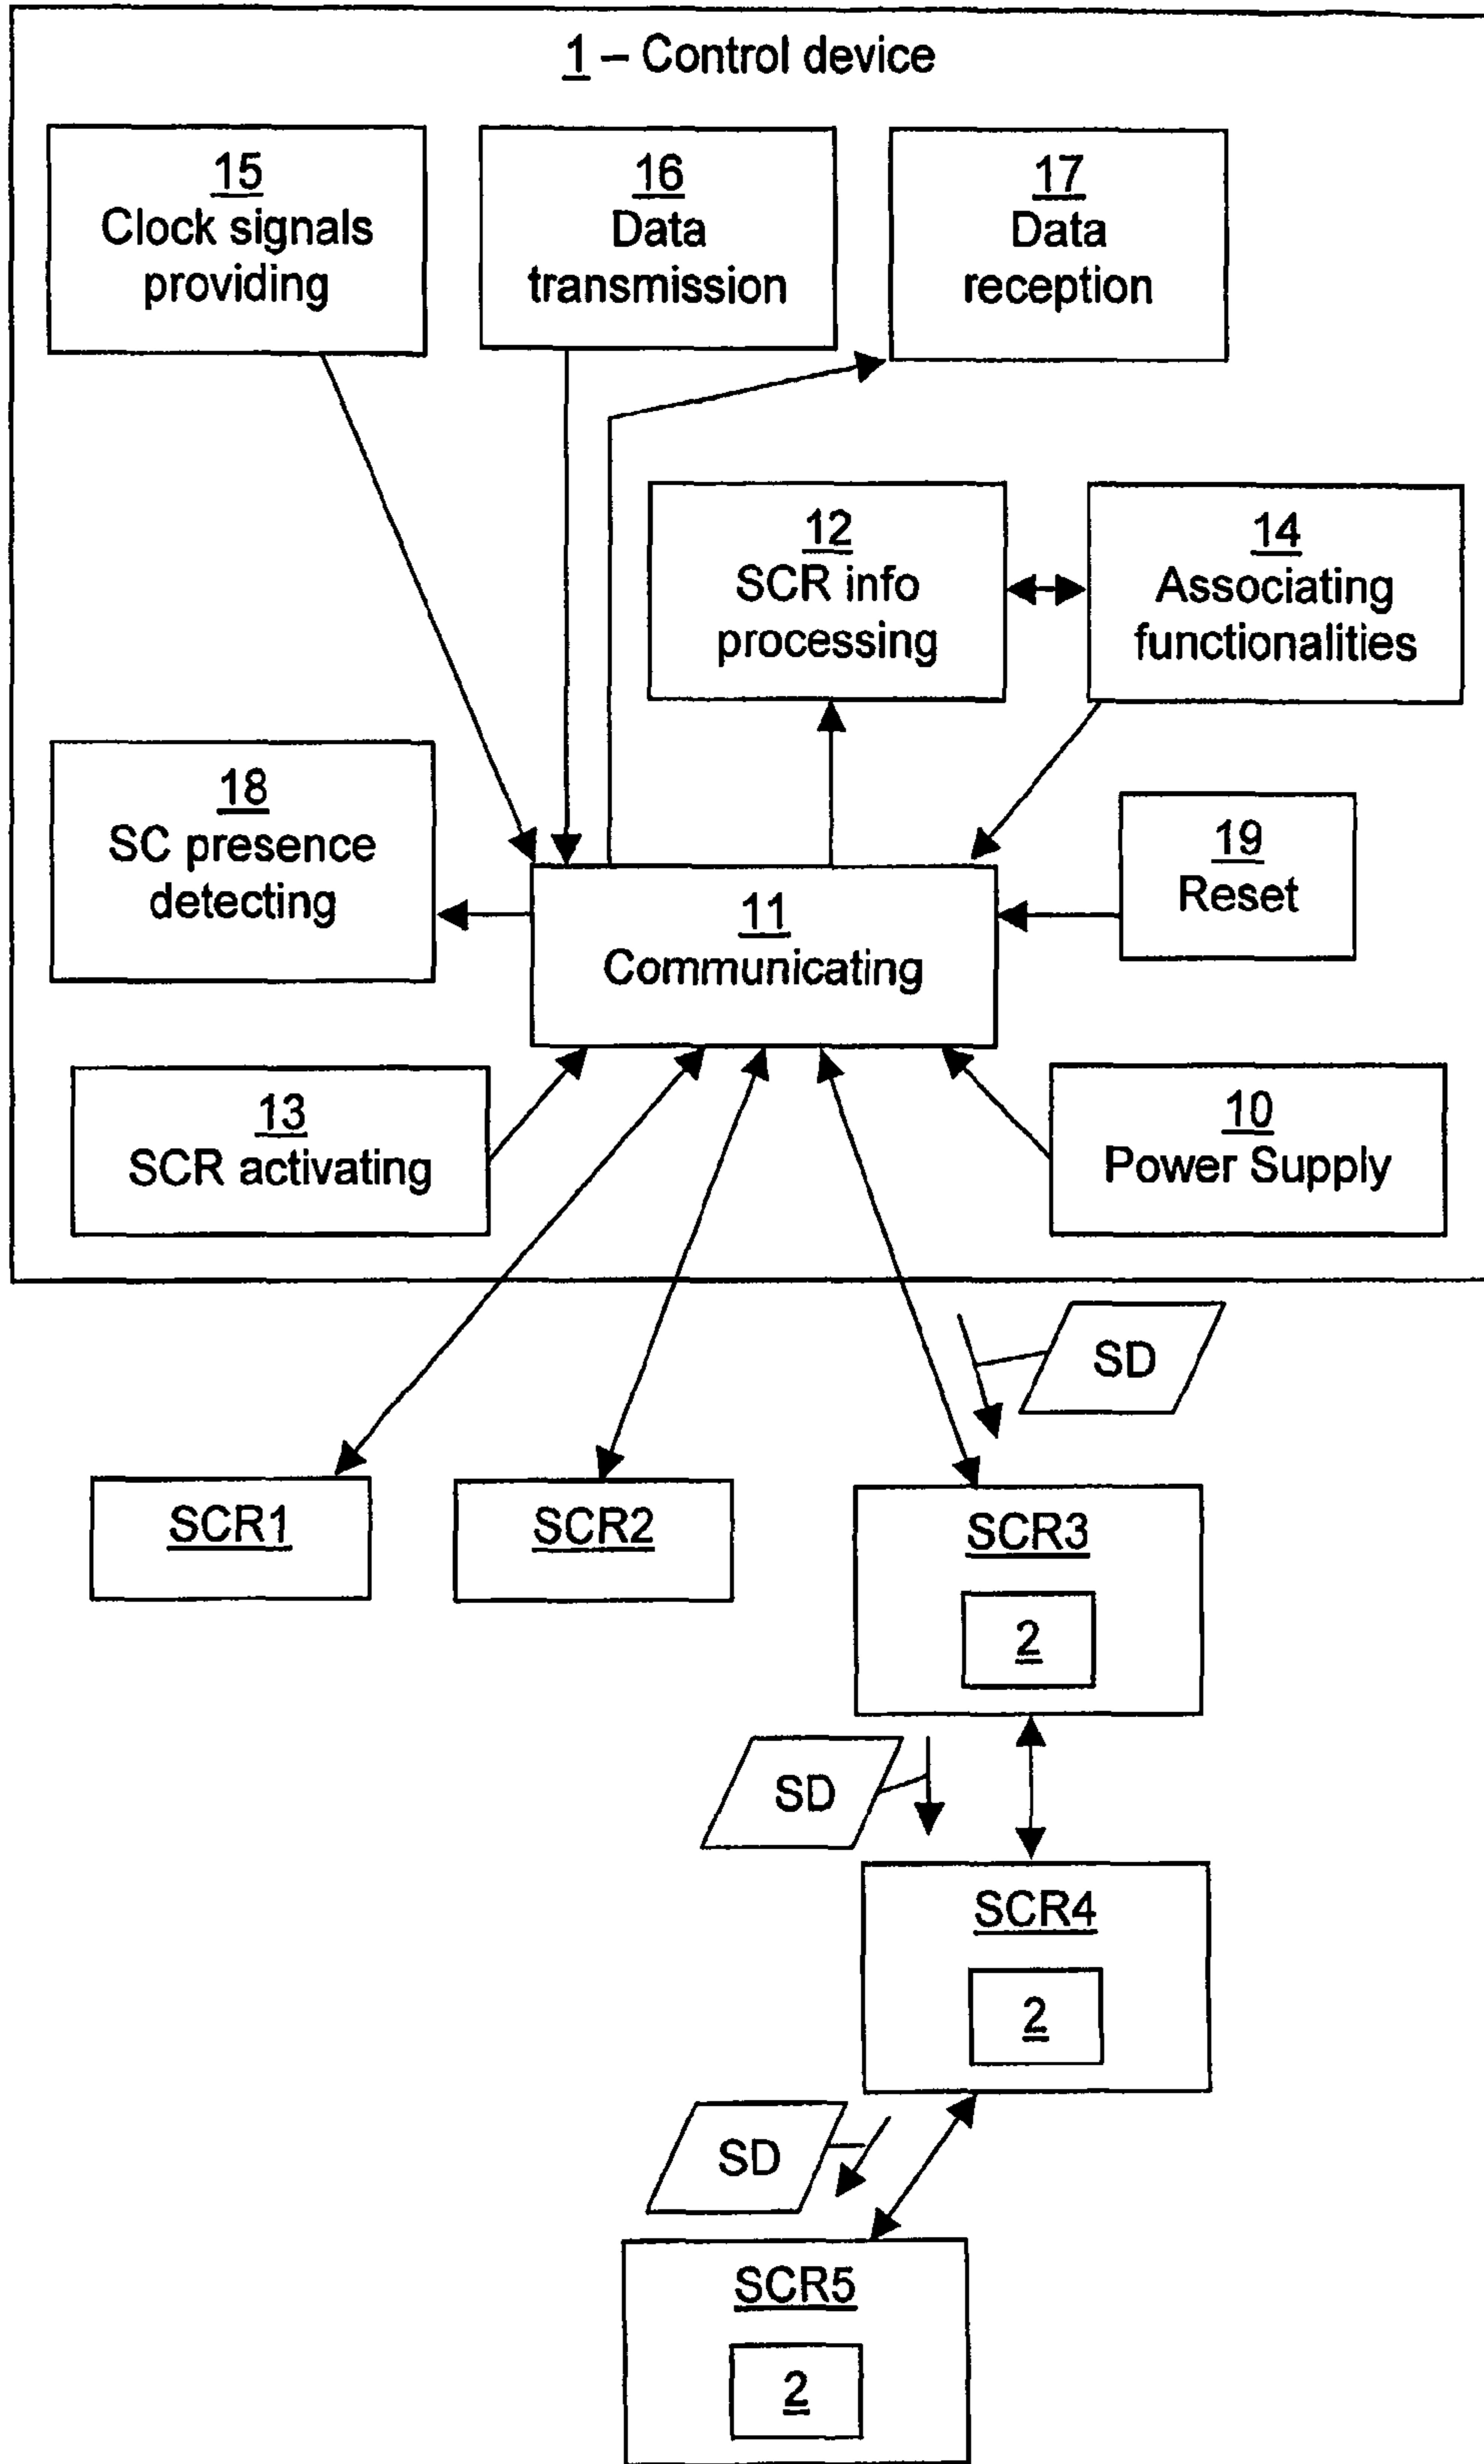 1 – Control device
15
Clock signals
providing
16
Data
transmission
17
Data
reception
12
SCR info
processing
14
Associating
functionalities
18
SC presence
detecting
11
Communicating
19
Reset
13
SCR activating
10
Power Supply
SD
SCR1
SCR2
SCR3
2
SD
SCR4
2
SD
SCR5
2